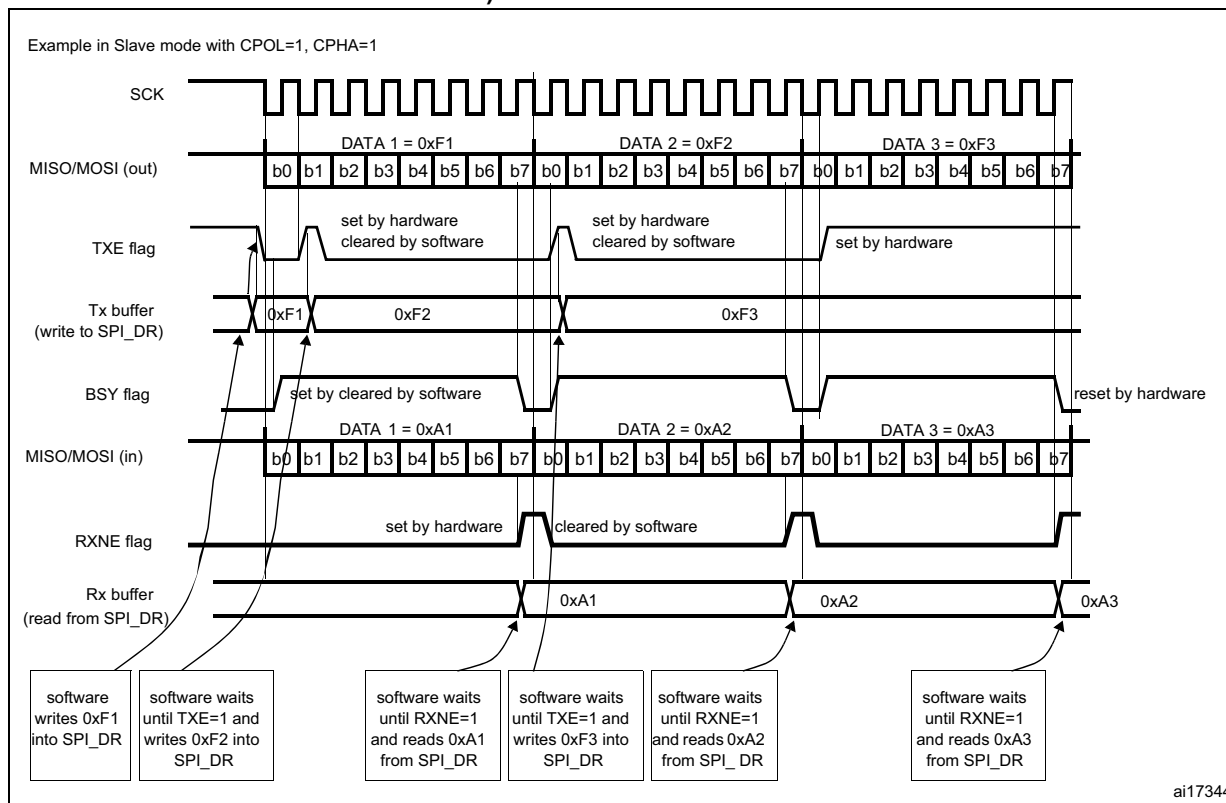 Example in Slave mode with CPOL=1, CPHA=1
SCK
DATA 1 = 0xF1 DATA 2 = 0xF2 DATA 3 = 0xF3
MISO/MOSI (out) b0 b1 b2 b3 b4 b5 b6 b7 b0 b1 b2 b3 b4 b5 b6 b7 b0 b1 b2 b3 b4 b5 b6 b7
set by hardware set by hardware
TXE flag cleared by software cleared by software set by hardware
Tx buffer 0xF1 0xF2 0xF3
(write to SPI_DR)
BSY flag set by cleared by software reset by hardware
DATA 1 = 0xA1 DATA 2 = 0xA2 DATA 3 = 0xA3
MISO/MOSI (in) b0 b1 b2 b3 b4 b5 b6 b7 b0 b1 b2 b3 b4 b5 b6 b7 b0 b1 b2 b3 b4 b5 b6 b7
set by hardware cleared by software
RXNE flag
Rx buffer 0xA1 0xA2 0xA3
(read from SPI_DR)
software
writes 0xF1
into SPI_DR
software waits
until TXE=1 and
writes 0xF2 into
SPI_DR
software waits
until RXNE=1
and reads 0xA1
from SPI_DR
software waits
until TXE=1 and
writes 0xF3 into
SPI_DR
software waits
until RXNE=1
and reads 0xA2
from SPI_ DR
software waits
until RXNE=1
and reads 0xA3
from SPI_DR
ai17344